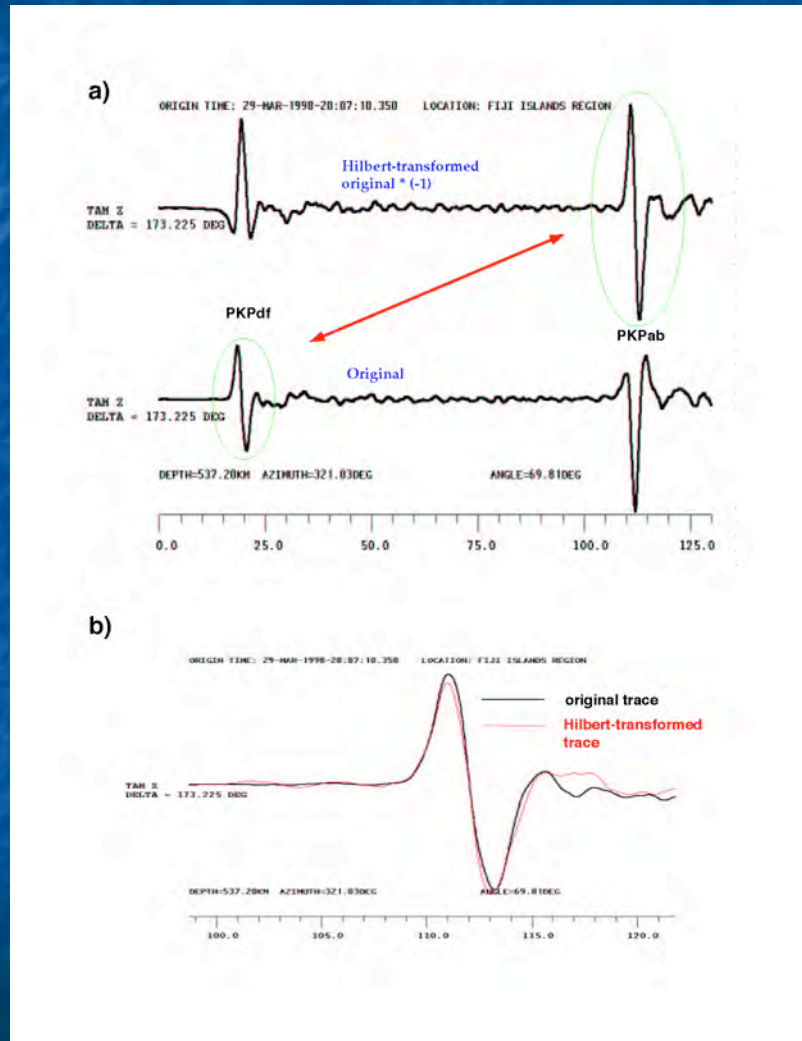 a)
ORIGIN TIME: 29-MAR-1998-20:07:10.350 LOCATION: FIJI ISLANDS REGION
Hilbert-transformed
original * (-1)
TAM Z
DELTA = 173.225 DEG
PKPdf
PKPab
Original
TAM Z
DELTA = 173.225 DEG
DEPTH=537.20KM AZIMUTH=321.03DEG ANGLE=69.81DEG
0.0 25.0 50.0 75.0 100.0 125.0
b)
ORIGIN TIME: 29-MAR-1998-20:07:10.350 LOCATION: FIJI ISLANDS REGION
original trace
Hilbert-transformed
trace
TAM Z
DELTA = 173.225 DEG
DEPTH=537.20KM AZIMUTH=321.03DEG ANGLE=69.81DEG
100.0 105.0 110.0 115.0 120.0